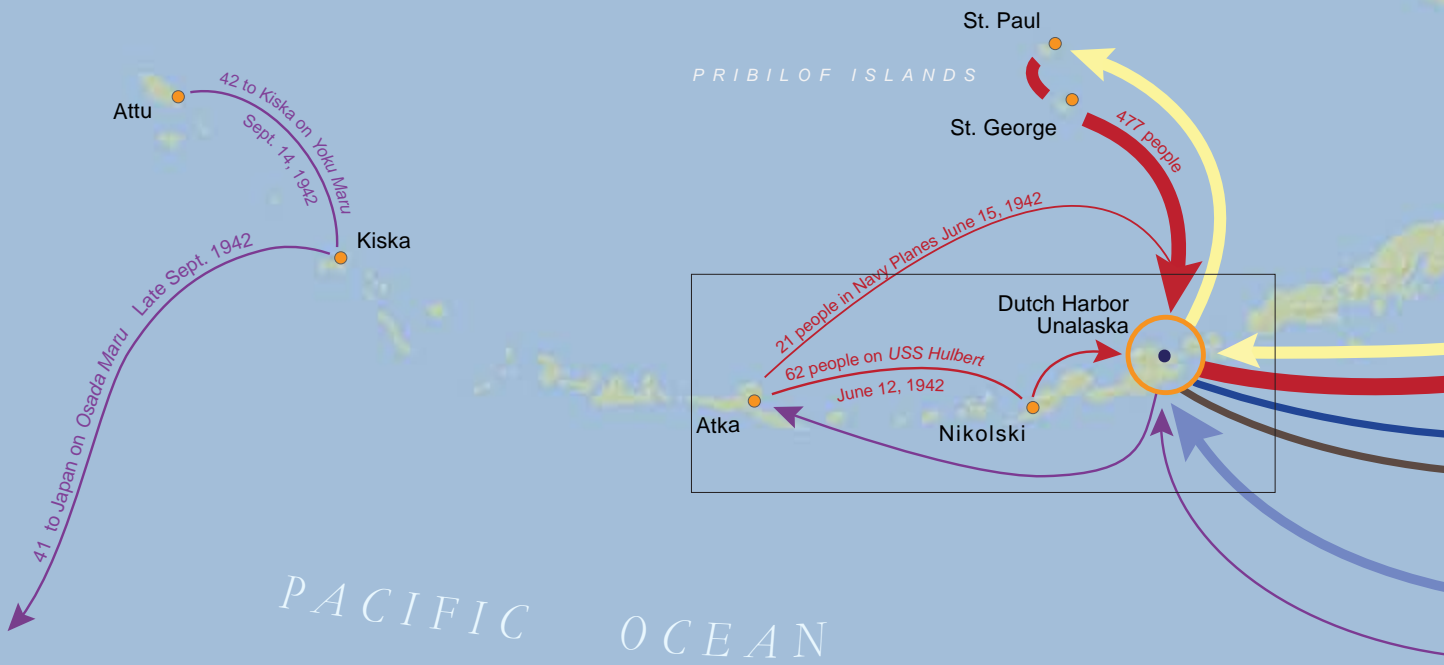 St. Paul
PRIBILOF ISLANDS
St. George
477 people
Attu
42 to Kiska on Yoku Maru
Sept. 14, 1942
Kiska
41 to Japan on Osada Maru Late Sept. 1942
21 people in Navy Planes June 15, 1942
Dutch Harbor
Unalaska
62 people on USS Hulbert
June 12, 1942
Atka
Nikolski
PACIFIC OCEAN